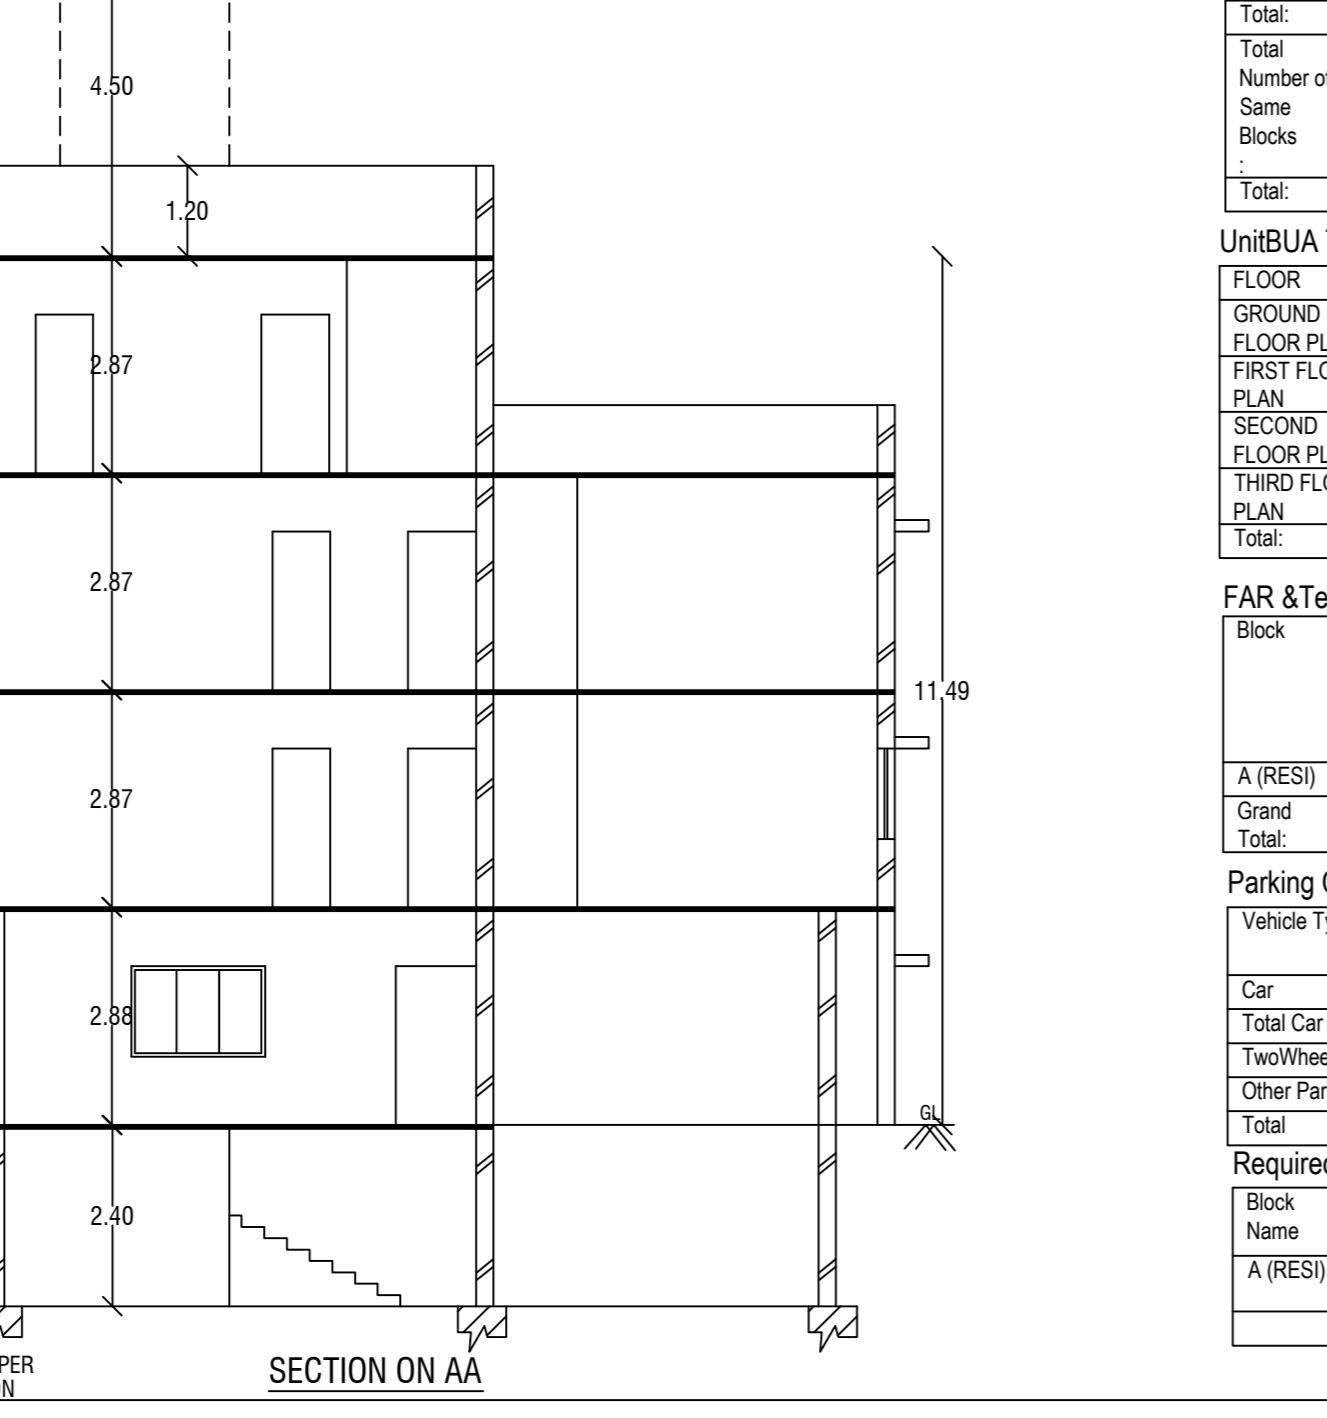 4.50
1.20
2.87
2.87
11.49
2.87
2.88
GL
2.40
PER
ON
SECTION ON AA
Total:
Total
Number of
Same
Blocks
:
Total:
UnitBUA
FLOOR
GROUND
FLOOR PL
FIRST FLO
PLAN
SECOND
FLOOR PL
THIRD FLO
PLAN
Total:
FAR &Te
Block
A (RESI)
Grand
Total:
Parking
Vehicle Ty
Car
Total Car
TwoWhee
Other Par
Total
Required
Block
Name
A (RESI)